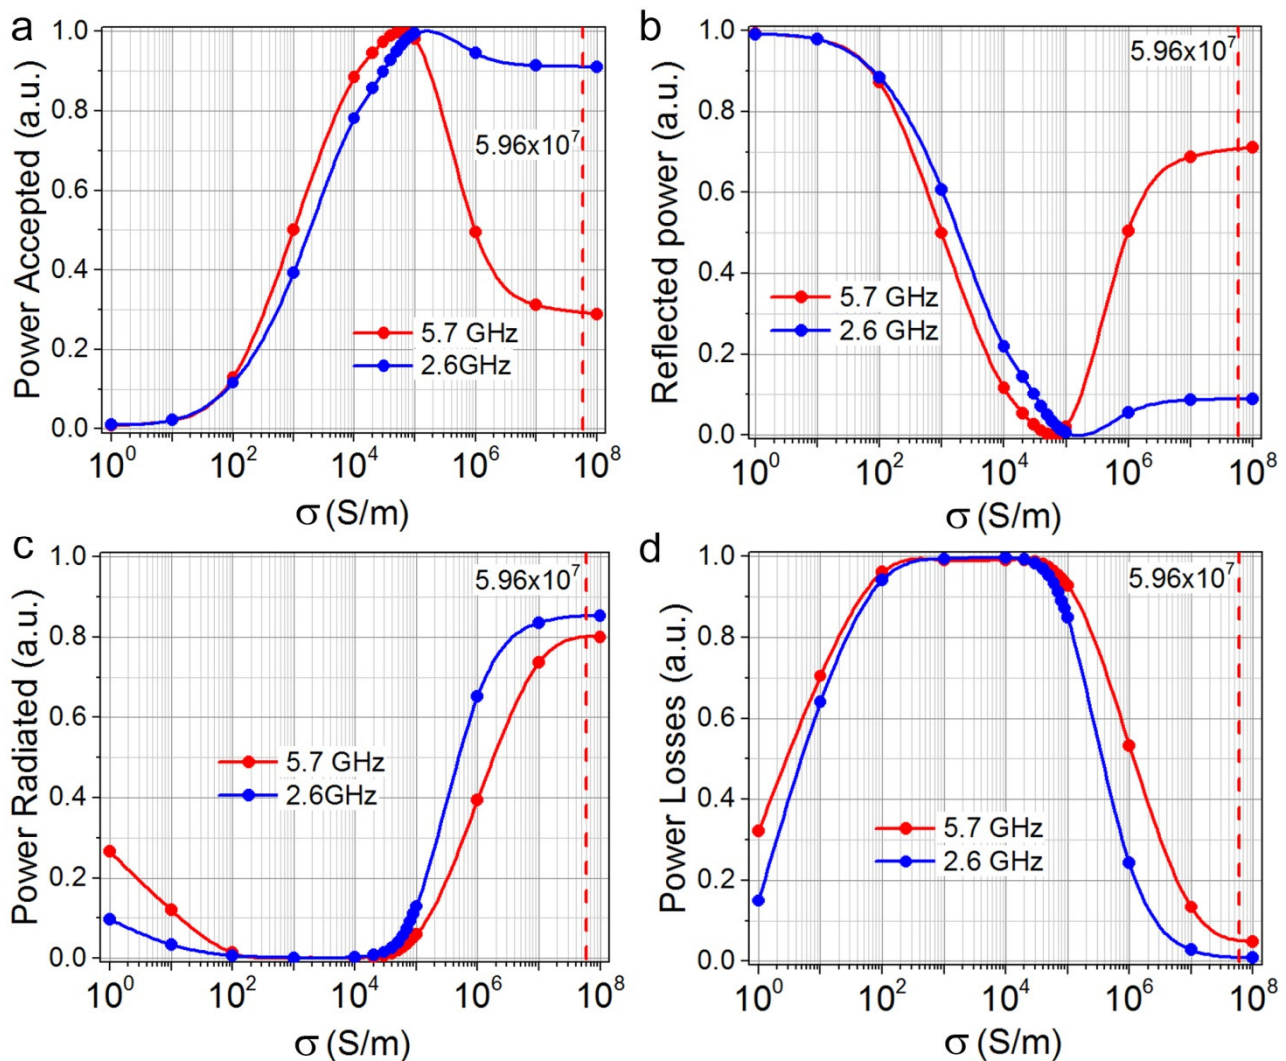 a
Power Accepted (a.u.)
1.0
0.8
0.6
0.4
0.2
0.0
5.96x10⁷
5.7 GHz
2.6GHz
10⁰ 10² 10⁴ 10⁶ 10⁸
σ (S/m)
b
Reflected power (a.u.)
1.0
0.8
0.6
0.4
0.2
0.0
5.96x10⁷
5.7 GHz
2.6 GHz
10⁰ 10² 10⁴ 10⁶ 10⁸
σ (S/m)
c
Power Radiated (a.u.)
1.0
0.8
0.6
0.4
0.2
0.0
5.96x10⁷
5.7 GHz
2.6GHz
10⁰ 10² 10⁴ 10⁶ 10⁸
σ (S/m)
d
Power Losses (a.u.)
1.0
0.8
0.6
0.4
0.2
0.0
5.96x10⁷
5.7 GHz
2.6 GHz
10⁰ 10² 10⁴ 10⁶ 10⁸
σ (S/m)